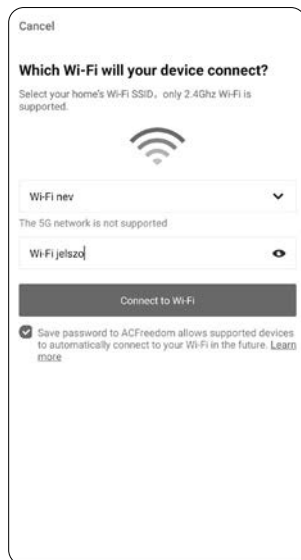 Cancel
Which Wi-Fi will your device connect?
Select your home's Wi-Fi SSID, only 2.4Ghz Wi-Fi is
supported.
Wi-Fi nev
The 5G network is not supported
Wi-Fi jelszo
Connect to Wi-Fi
Save password to ACFreedom allows supported devices
to automatically connect to your Wi-Fi in the future. Learn
more